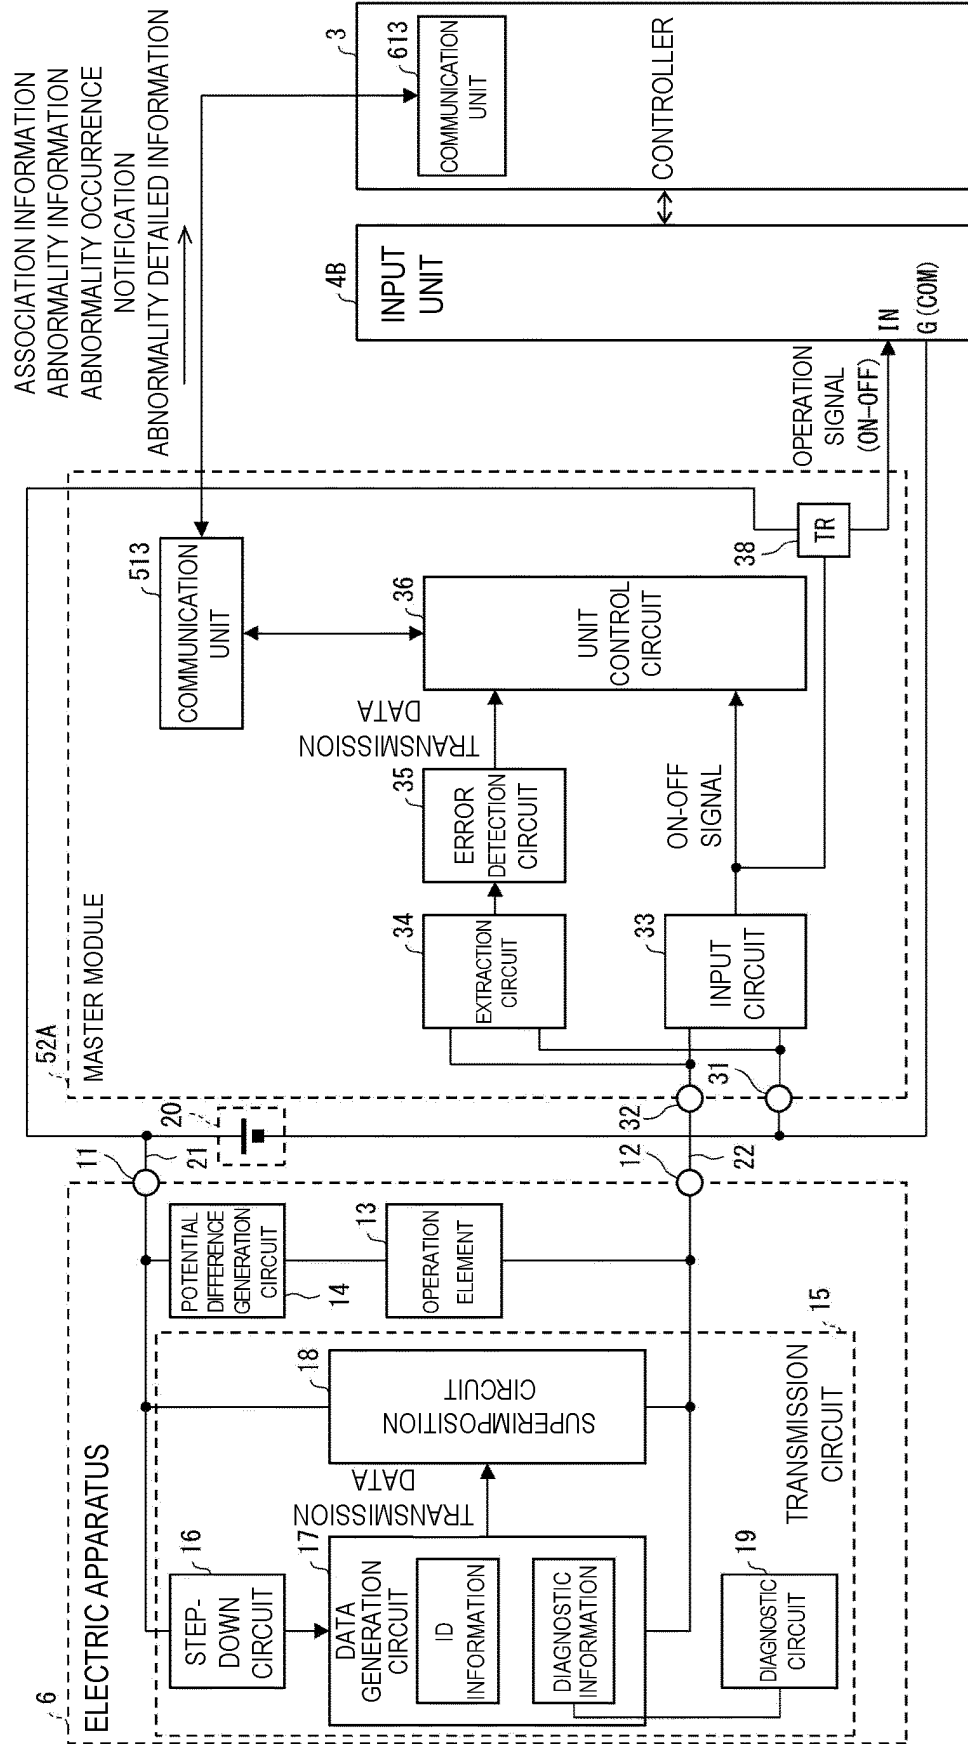 6
ELECTRIC APPARATUS
16
STEP-
DOWN
CIRCUIT
17
DATA
GENERATION
CIRCUIT
ID
INFORMATION
DIAGNOSTIC
INFORMATION
19
DIAGNOSTIC
CIRCUIT
TRANSMISSION
DATA
18
SUPERIMPOSITION
CIRCUIT
TRANSMISSION
CIRCUIT
15
POTENTIAL
DIFFERENCE
GENERATION
CIRCUIT
14
13
OPERATION
ELEMENT
11
21
20
12
22
32
31
52A
MASTER MODULE
34
EXTRACTION
CIRCUIT
33
INPUT
CIRCUIT
35
ERROR
DETECTION
CIRCUIT
TRANSMISSION
DATA
ON-OFF
SIGNAL
36
UNIT
CONTROL
CIRCUIT
513
COMMUNICATION
UNIT
38
TR
OPERATION
SIGNAL
(ON-OFF)
ASSOCIATION INFORMATION
ABNORMALITY INFORMATION
ABNORMALITY OCCURRENCE
NOTIFICATION
ABNORMALITY DETAILED INFORMATION
4B
INPUT
UNIT
IN
G(COM)
3
613
COMMUNICATION
UNIT
CONTROLLER